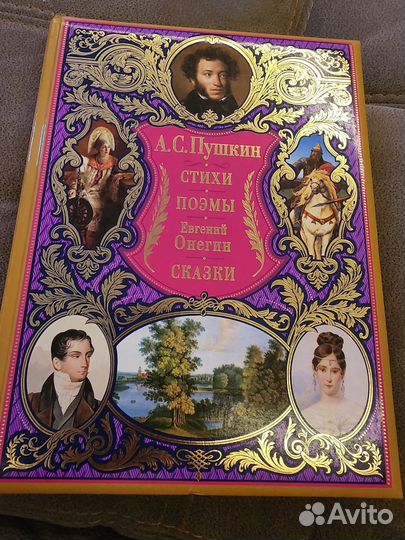 А.С.Пушкин
СТИХИ
ПОЭМЫ
Евгений
Онегин
СКАЗКИ
Avito